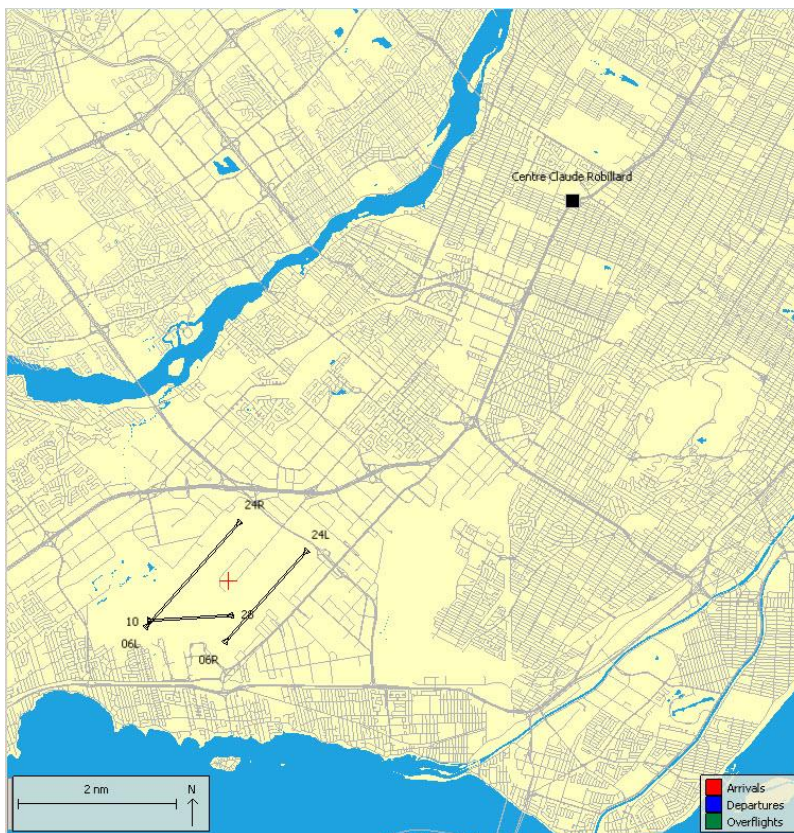 Centre Claude Robillard
24R
24L
10
28
06L
06R
2 nm
N
Arrivals
Departures
Overflights